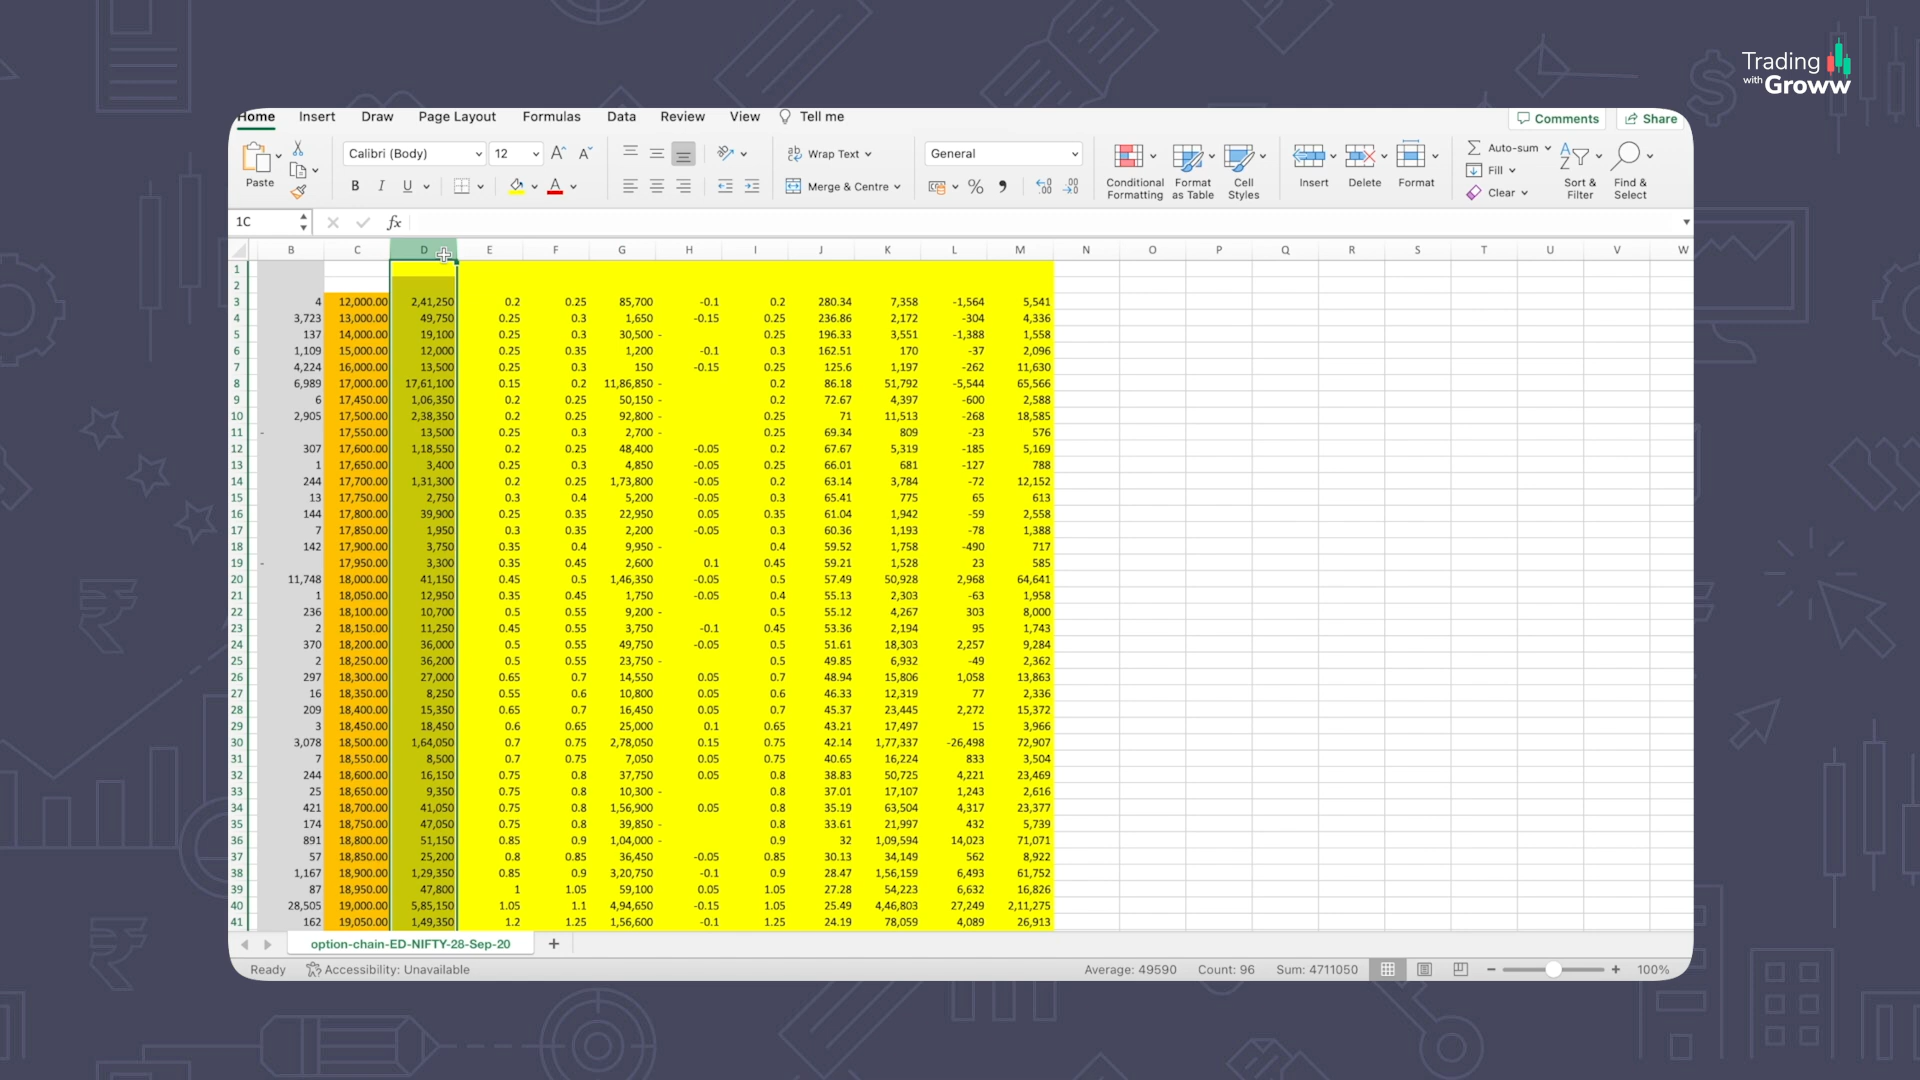 Trading
with Groww
Home Insert Draw Page Layout Formulas Data Review View Tell me Comments Share
Calibri (Body) 12 A A Wrap Text General Auto-sum
Paste B I U A Merge & Centre % Conditional Formatting Format as Table Cell Styles Insert Delete Format Fill Clear Sort & Filter Find & Select
1C fx
B C D E F G H I J K L M N O P Q R S T U V W
1
2
3 4 12,000.00 2,41,250 0.2 0.25 85,700 -0.1 0.2 280.34 7,358 -1,564 5,541
4 3,723 13,000.00 49,750 0.25 0.3 1,650 -0.15 0.25 236.86 2,172 -304 4,336
5 137 14,000.00 19,100 0.25 0.3 30,500 - 0.25 196.33 3,551 -1,388 1,558
6 1,109 15,000.00 12,000 0.25 0.35 1,200 -0.1 0.3 162.51 170 -37 2,096
7 4,224 16,000.00 13,500 0.25 0.3 150 -0.15 0.25 125.6 1,197 -262 11,630
8 6,989 17,000.00 17,61,100 0.15 0.2 11,86,850 - 0.2 86.18 51,792 -5,544 65,566
9 6 17,450.00 1,06,350 0.2 0.25 50,150 - 0.2 72.67 4,397 -600 2,588
10 2,905 17,500.00 2,38,350 0.2 0.25 92,800 - 0.25 71 11,513 -268 18,585
11 - 17,550.00 13,500 0.25 0.3 2,700 - 0.25 69.34 809 -23 576
12 307 17,600.00 1,18,550 0.2 0.25 48,400 -0.05 0.2 67.67 5,319 -185 5,169
13 1 17,650.00 3,400 0.25 0.3 4,850 -0.05 0.25 66.01 681 -127 788
14 244 17,700.00 1,31,300 0.2 0.25 1,73,800 -0.05 0.2 63.14 3,784 -72 12,152
15 13 17,750.00 2,750 0.3 0.4 5,200 -0.05 0.3 65.41 775 65 613
16 144 17,800.00 39,900 0.25 0.35 22,950 0.05 0.35 61.04 1,942 -59 2,558
17 7 17,850.00 1,950 0.3 0.35 2,200 -0.05 0.3 60.36 1,193 -78 1,388
18 142 17,900.00 3,750 0.35 0.4 9,950 - 0.4 59.52 1,758 -490 717
19 - 17,950.00 3,300 0.35 0.45 2,600 0.1 0.45 59.21 1,528 23 585
20 11,748 18,000.00 41,150 0.45 0.5 1,46,350 -0.05 0.5 57.49 50,928 2,968 64,641
21 1 18,050.00 12,950 0.35 0.45 1,750 -0.05 0.4 55.13 2,303 -63 1,958
22 236 18,100.00 10,700 0.5 0.55 9,200 - 0.5 55.12 4,267 303 8,000
23 2 18,150.00 11,250 0.45 0.55 3,750 -0.1 0.45 53.36 2,194 95 1,743
24 370 18,200.00 36,000 0.5 0.55 49,750 -0.05 0.5 51.61 18,303 2,257 9,284
25 2 18,250.00 36,200 0.5 0.55 23,750 - 0.5 49.85 6,932 -49 2,362
26 297 18,300.00 27,000 0.65 0.7 14,550 0.05 0.7 48.94 15,806 1,058 13,863
27 16 18,350.00 8,250 0.55 0.6 10,800 0.05 0.6 46.33 12,319 77 2,336
28 209 18,400.00 15,350 0.65 0.7 16,450 0.05 0.7 45.37 23,445 2,272 15,372
29 3 18,450.00 18,450 0.6 0.65 25,000 0.1 0.65 43.21 17,497 15 3,966
30 3,078 18,500.00 1,64,050 0.7 0.75 2,78,050 0.15 0.75 42.14 1,77,337 -26,498 72,907
31 7 18,550.00 8,500 0.7 0.75 7,050 0.05 0.75 40.65 16,224 833 3,504
32 244 18,600.00 16,150 0.75 0.8 37,750 0.05 0.8 38.83 50,725 4,221 23,469
33 25 18,650.00 9,350 0.75 0.8 10,300 - 0.8 37.01 17,107 1,243 2,616
34 421 18,700.00 41,050 0.75 0.8 1,56,900 0.05 0.8 35.19 63,504 4,317 23,377
35 174 18,750.00 47,050 0.75 0.8 39,850 - 0.8 33.61 21,997 432 5,739
36 891 18,800.00 51,150 0.85 0.9 1,04,000 - 0.9 32 1,09,594 14,023 71,071
37 57 18,850.00 25,200 0.8 0.85 36,450 -0.05 0.85 30.13 34,149 562 8,922
38 1,167 18,900.00 1,29,350 0.85 0.9 3,20,750 -0.1 0.9 28.47 1,56,159 6,493 61,752
39 87 18,950.00 47,800 1 1.05 59,100 0.05 1.05 27.28 54,223 6,632 16,826
40 28,505 19,000.00 5,85,150 1.05 1.1 4,94,650 -0.15 1.05 25.49 4,46,803 27,249 2,11,275
41 162 19,050.00 1,49,350 1.2 1.25 1,56,600 -0.1 1.25 24.19 78,059 4,089 26,913
option-chain-ED-NIFTY-28-Sep-20 +
Ready Accessibility: Unavailable Average: 49590 Count: 96 Sum: 4711050 − + 100%